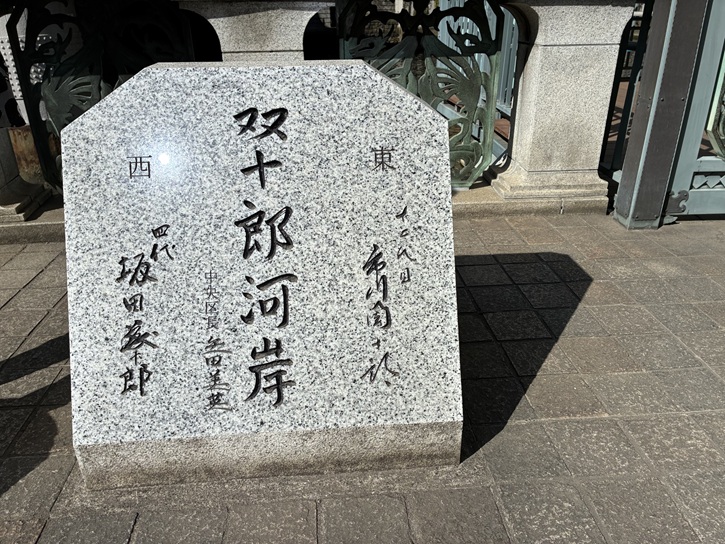 東
十二代目
市川團十郎
双十郎河岸
中央区長 矢田美英
西
四代
坂田藤十郎